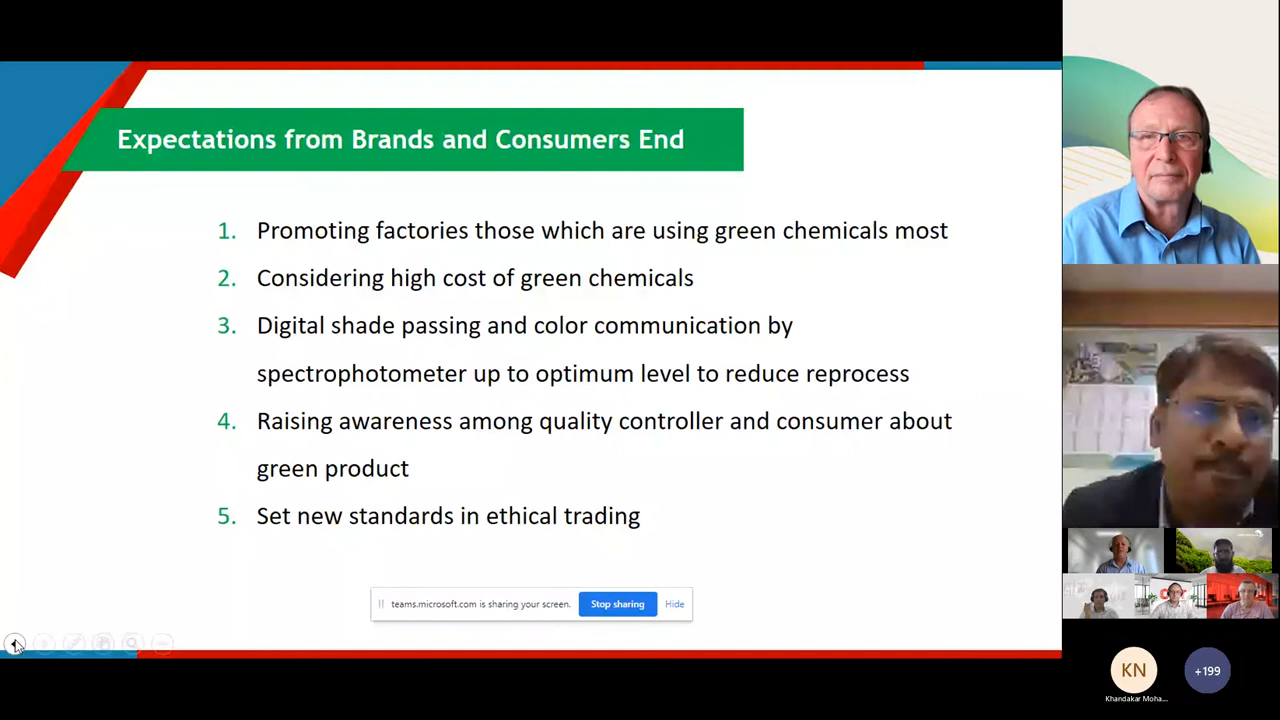 Expectations from Brands and Consumers End
1. Promoting factories those which are using green chemicals most
2. Considering high cost of green chemicals
3. Digital shade passing and color communication by
spectrophotometer up to optimum level to reduce reprocess
4. Raising awareness among quality controller and consumer about
green product
5. Set new standards in ethical trading
teams.microsoft.com is sharing your screen. Stop sharing Hide
KN
+199
Khandakar Moha...